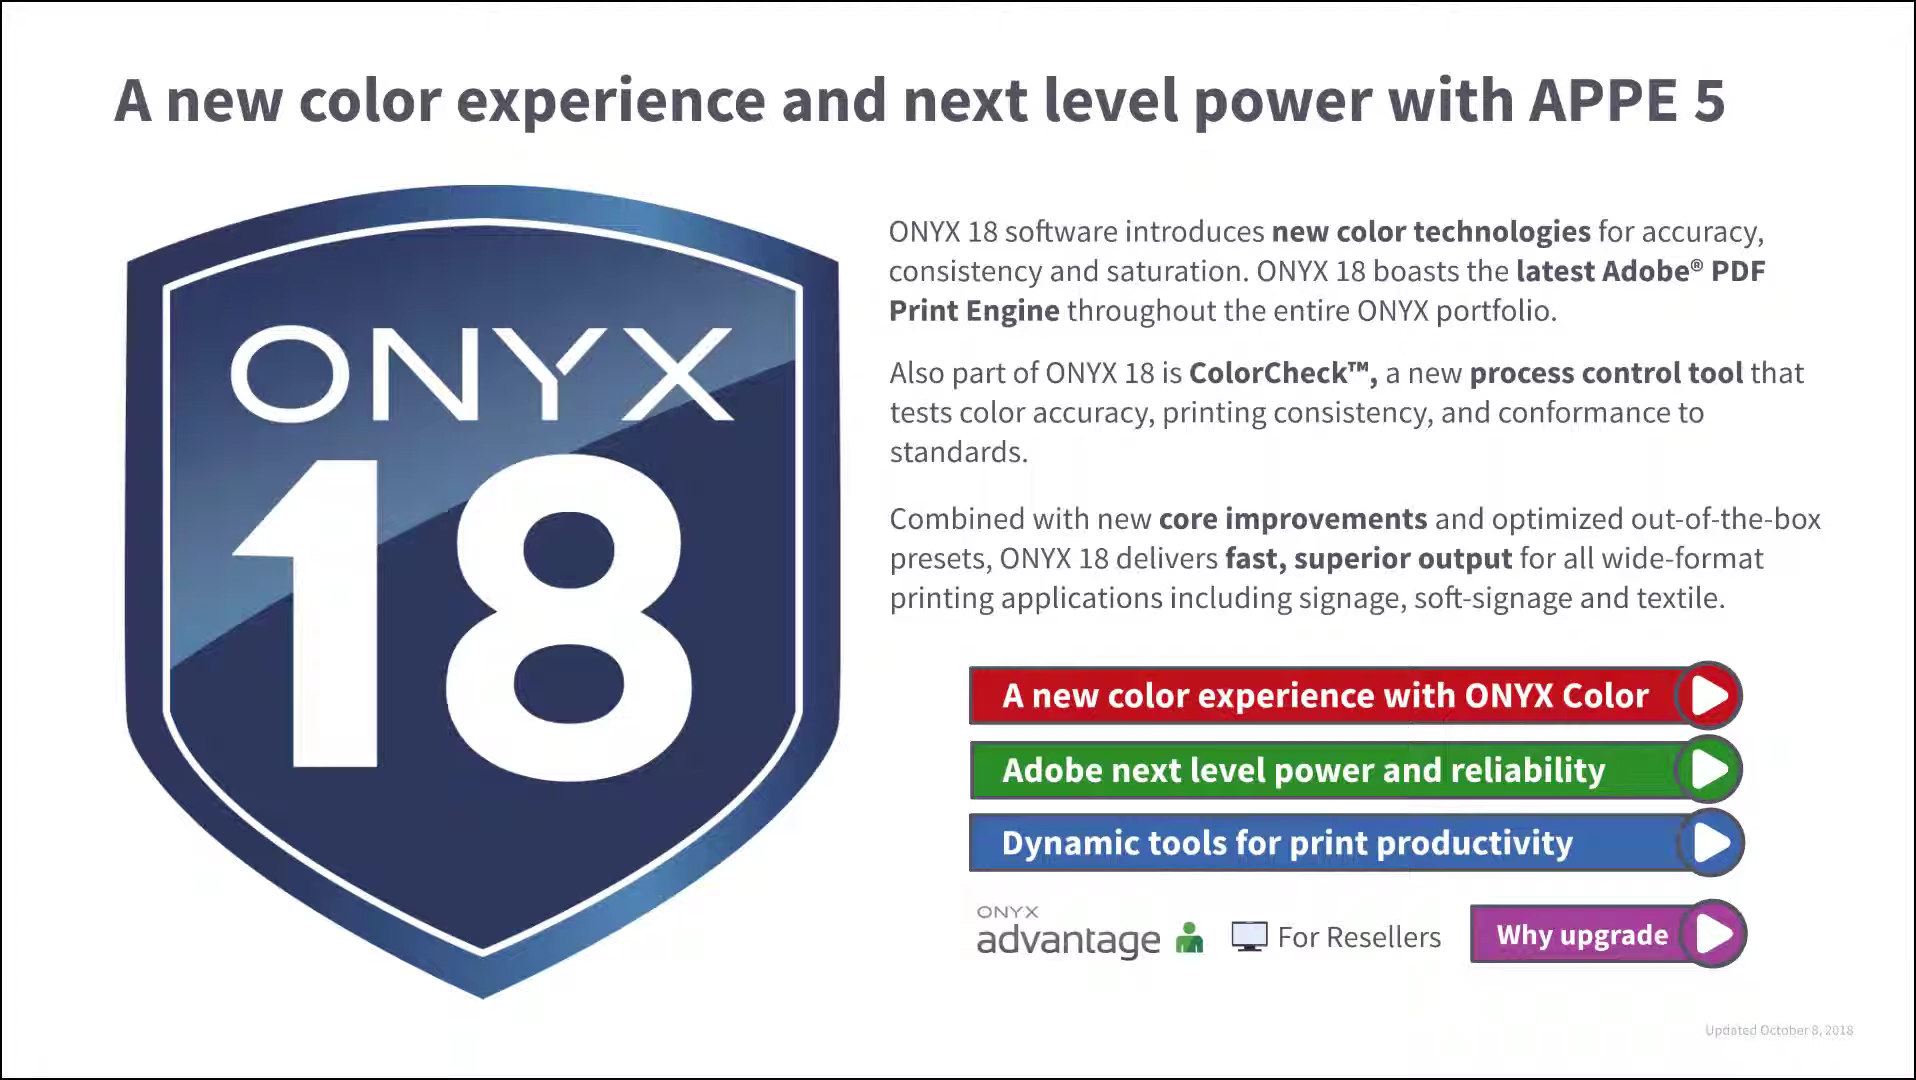 A new color experience and next level power with APPE 5
ONYX
18
ONYX 18 software introduces new color technologies for accuracy,
consistency and saturation. ONYX 18 boasts the latest Adobe® PDF
Print Engine throughout the entire ONYX portfolio.
Also part of ONYX 18 is ColorCheck™, a new process control tool that
tests color accuracy, printing consistency, and conformance to
standards.
Combined with new core improvements and optimized out-of-the-box
presets, ONYX 18 delivers fast, superior output for all wide-format
printing applications including signage, soft-signage and textile.
A new color experience with ONYX Color
Adobe next level power and reliability
Dynamic tools for print productivity
ONYX
advantage
For Resellers
Why upgrade
Updated October 8, 2018